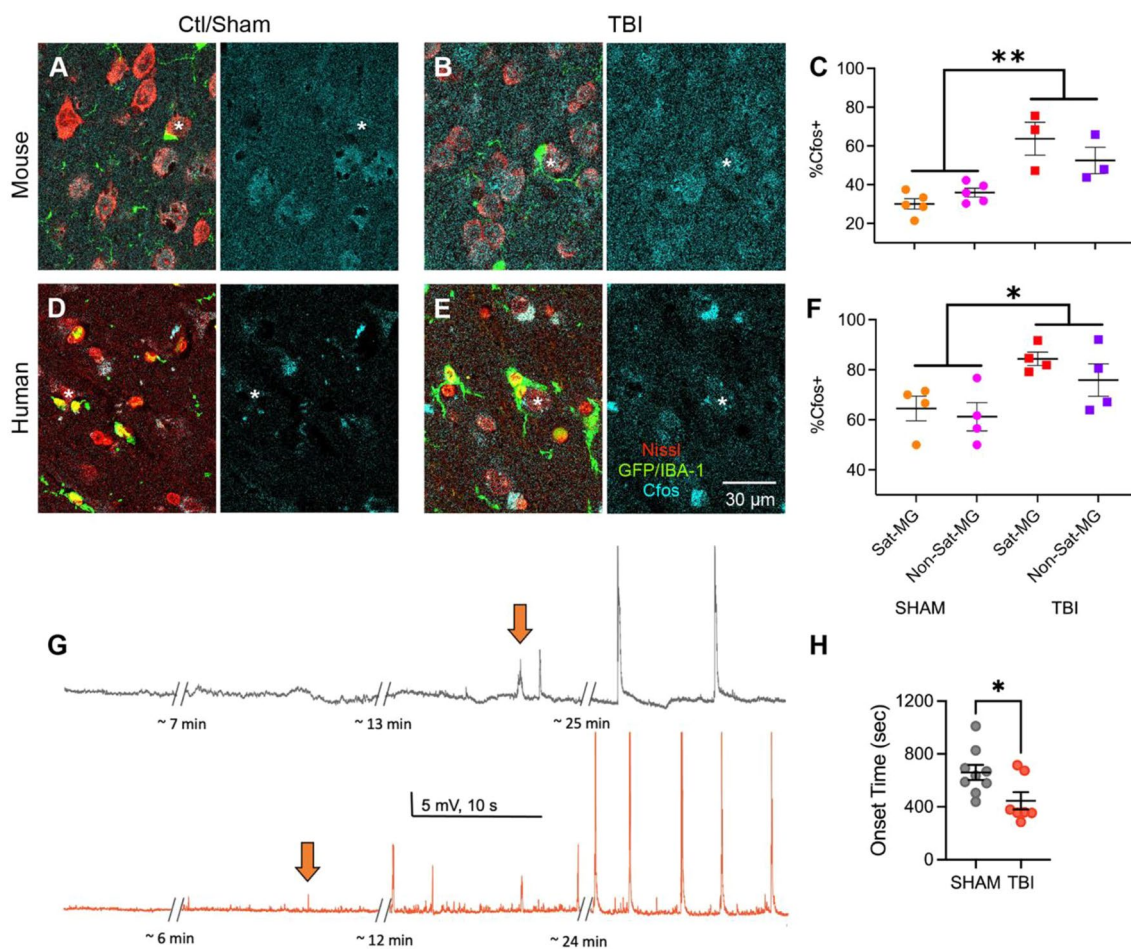 Ctl/Sham
TBI
Mouse
Human
A
*
*
B
*
*
C
100
80
60
40
20
%Cfos+
**
D
*
*
E
*
*
Nissl
GFP/IBA-1
Cfos
30 µm
F
100
80
60
40
%Cfos+
*
Sat-MG
Non-Sat-MG
Sat-MG
Non-Sat-MG
SHAM
TBI
G
~ 7 min
~ 13 min
~ 25 min
5 mV, 10 s
~ 6 min
~ 12 min
~ 24 min
H
*
1200
800
400
0
Onset Time (sec)
SHAM
TBI